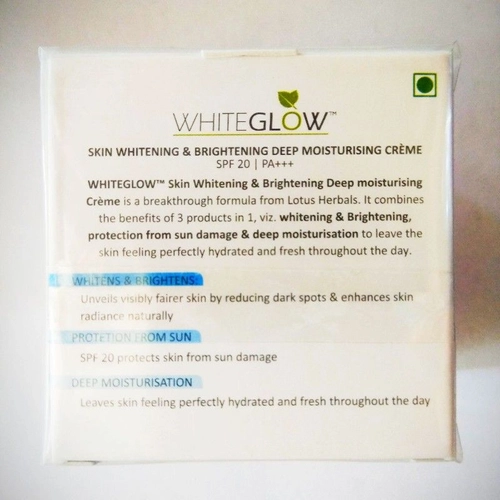 WHITEGLOW™
SKIN WHITENING & BRIGHTENING DEEP MOISTURISING CRÈME
SPF 20 | PA+++
WHITEGLOW™ Skin Whitening & Brightening Deep moisturising
Crème is a breakthrough formula from Lotus Herbals. It combines
the benefits of 3 products in 1, viz. whitening & Brightening,
protection from sun damage & deep moisturisation to leave the
skin feeling perfectly hydrated and fresh throughout the day.
WHITENS & BRIGHTENS:
Unveils visibly fairer skin by reducing dark spots & enhances skin
radiance naturally
PROTETION FROM SUN
SPF 20 protects skin from sun damage
DEEP MOISTURISATION
Leaves skin feeling perfectly hydrated and fresh throughout the day